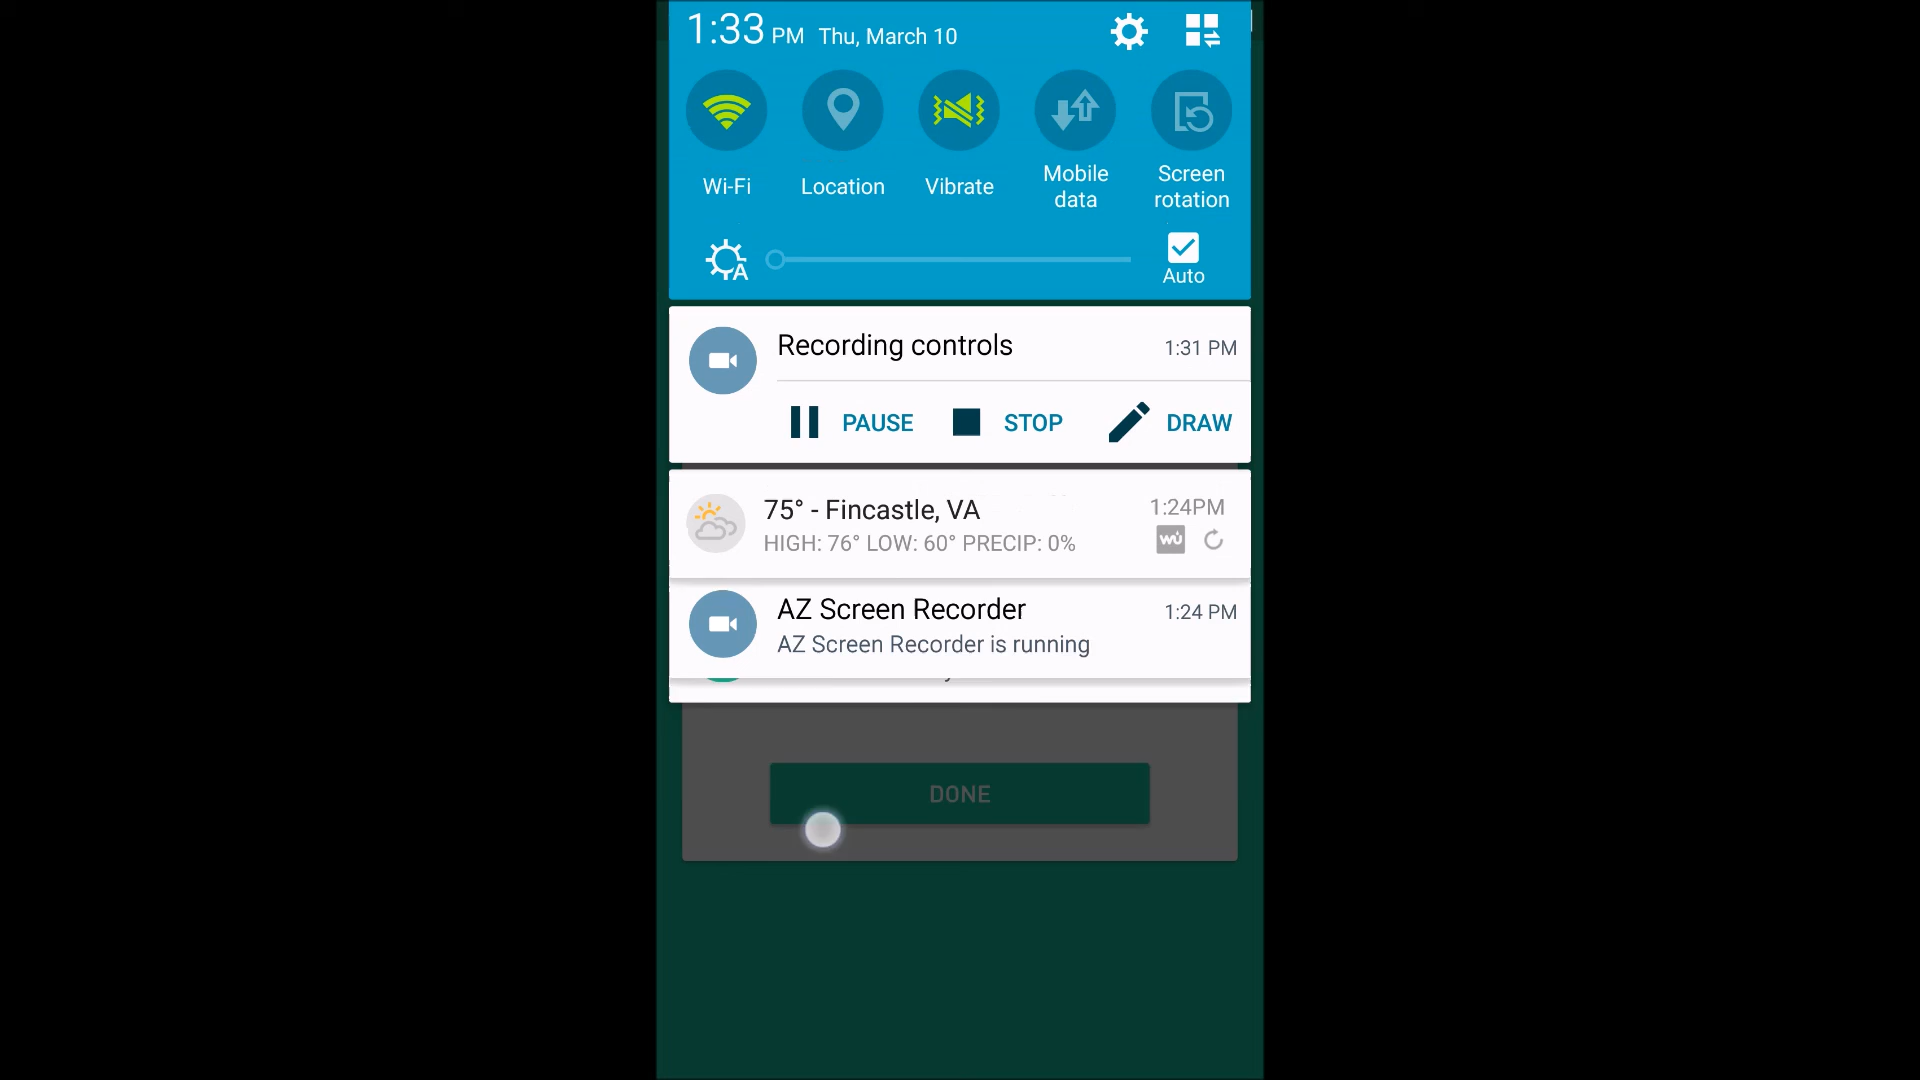 1:33 PM Thu, March 10
Wi-Fi
Location
Vibrate
Mobile
data
Screen
rotation
A
Auto
Recording controls 1:31 PM
PAUSE STOP DRAW
75° - Fincastle, VA 1:24PM
HIGH: 76° LOW: 60° PRECIP: 0% wu
AZ Screen Recorder 1:24 PM
AZ Screen Recorder is running
DONE